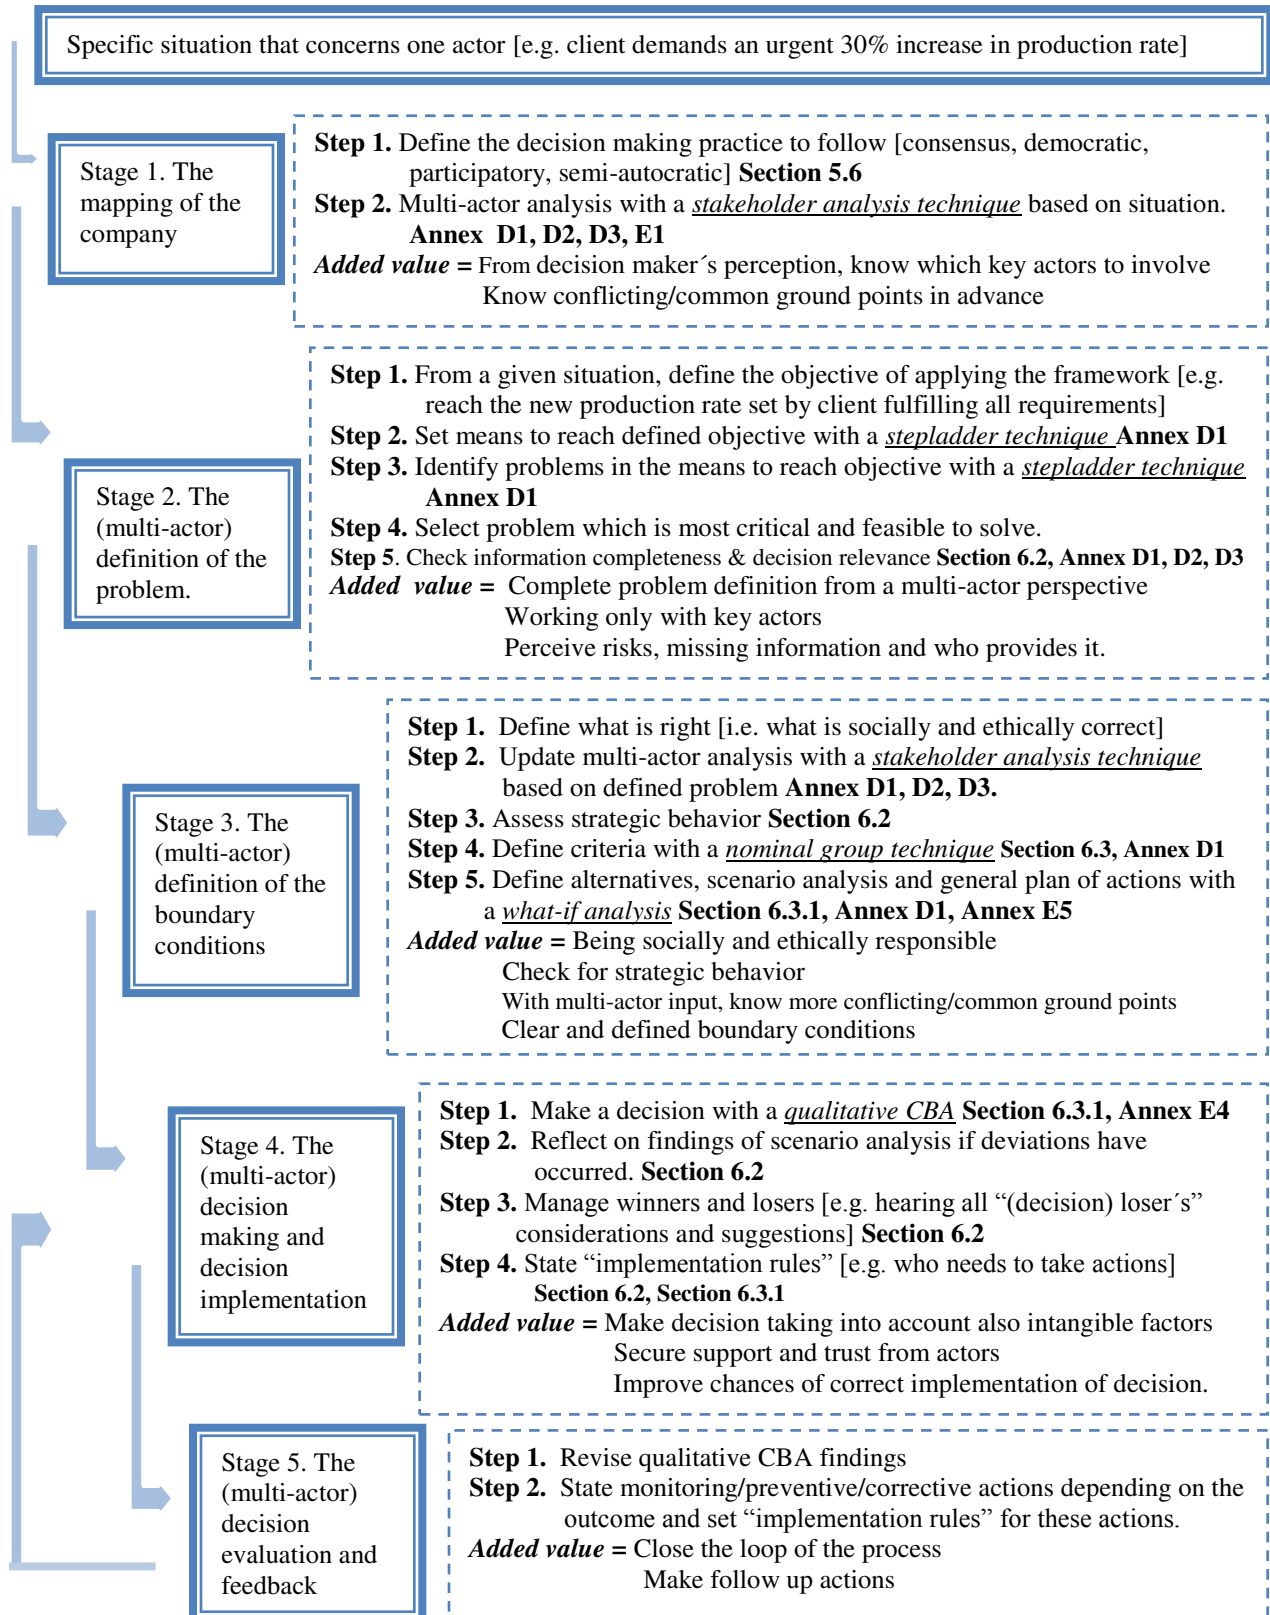 Specific situation that concerns one actor [e.g. client demands an urgent 30% increase in production rate]
Stage 1. The
mapping of the
company
Step 1. Define the decision making practice to follow [consensus, democratic,
participatory, semi-autocratic] Section 5.6
Step 2. Multi-actor analysis with a stakeholder analysis technique based on situation.
Annex D1, D2, D3, E1
Added value = From decision maker´s perception, know which key actors to involve
Know conflicting/common ground points in advance
Stage 2. The
(multi-actor)
definition of the
problem.
Step 1. From a given situation, define the objective of applying the framework [e.g.
reach the new production rate set by client fulfilling all requirements]
Step 2. Set means to reach defined objective with a stepladder technique Annex D1
Step 3. Identify problems in the means to reach objective with a stepladder technique
Annex D1
Step 4. Select problem which is most critical and feasible to solve.
Step 5. Check information completeness & decision relevance Section 6.2, Annex D1, D2, D3
Added value = Complete problem definition from a multi-actor perspective
Working only with key actors
Perceive risks, missing information and who provides it.
Stage 3. The
(multi-actor)
definition of the
boundary
conditions
Step 1. Define what is right [i.e. what is socially and ethically correct]
Step 2. Update multi-actor analysis with a stakeholder analysis technique
based on defined problem Annex D1, D2, D3.
Step 3. Assess strategic behavior Section 6.2
Step 4. Define criteria with a nominal group technique Section 6.3, Annex D1
Step 5. Define alternatives, scenario analysis and general plan of actions with
a what-if analysis Section 6.3.1, Annex D1, Annex E5
Added value = Being socially and ethically responsible
Check for strategic behavior
With multi-actor input, know more conflicting/common ground points
Clear and defined boundary conditions
Stage 4. The
(multi-actor)
decision
making and
decision
implementation
Step 1. Make a decision with a qualitative CBA Section 6.3.1, Annex E4
Step 2. Reflect on findings of scenario analysis if deviations have
occurred. Section 6.2
Step 3. Manage winners and losers [e.g. hearing all “(decision) loser´s”
considerations and suggestions] Section 6.2
Step 4. State “implementation rules” [e.g. who needs to take actions]
Section 6.2, Section 6.3.1
Added value = Make decision taking into account also intangible factors
Secure support and trust from actors
Improve chances of correct implementation of decision.
Stage 5. The
(multi-actor)
decision
evaluation and
feedback
Step 1. Revise qualitative CBA findings
Step 2. State monitoring/preventive/corrective actions depending on the
outcome and set “implementation rules” for these actions.
Added value = Close the loop of the process
Make follow up actions